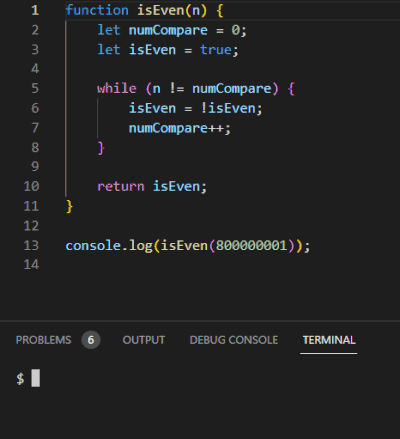 1 function isEven(n) {
2 let numCompare = 0;
3 let isEven = true;
4
5 while (n != numCompare) {
6 isEven = !isEven;
7 numCompare++;
8 }
9
10 return isEven;
11 }
12
13 console.log(isEven(800000001));
14
PROBLEMS 6 OUTPUT DEBUG CONSOLE TERMINAL
$